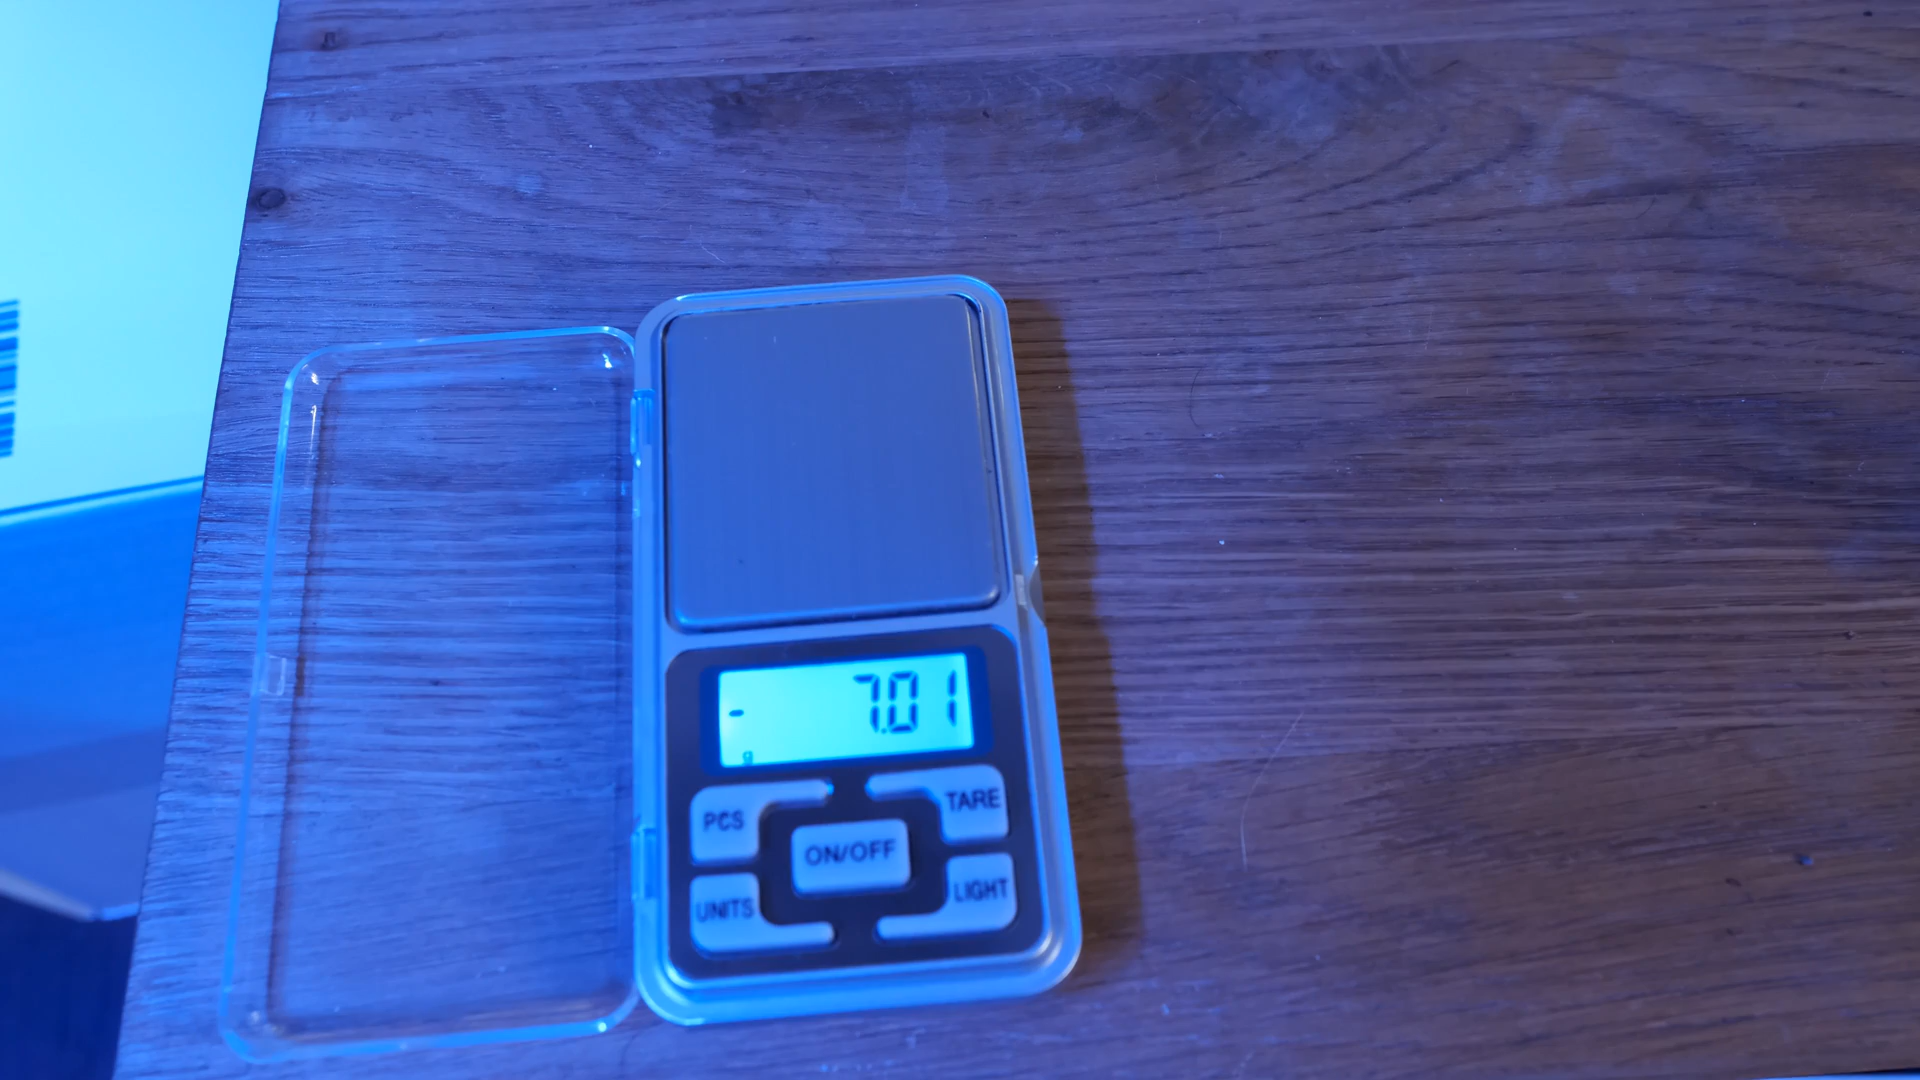 - 7.01
g
PCS
TARE
ON/OFF
UNITS
LIGHT